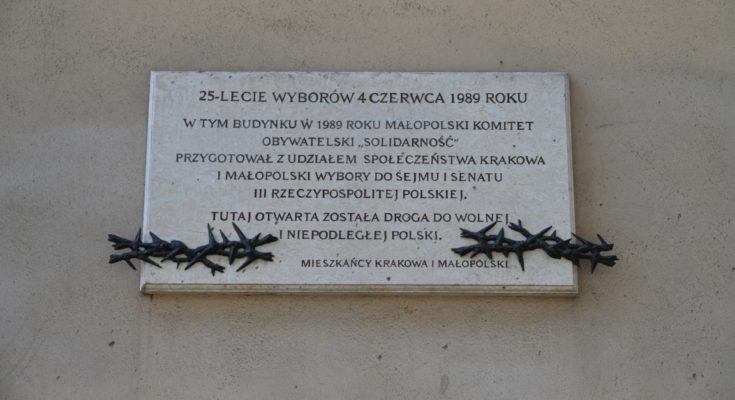 25-LECIE WYBORÓW 4 CZERWCA 1989 ROKU
W TYM BUDYNKU W 1989 ROKU MAŁOPOLSKI KOMITET
OBYWATELSKI „SOLIDARNOŚĆ”
PRZYGOTOWAŁ Z UDZIAŁEM SPOŁECZEŃSTWA KRAKOWA
I MAŁOPOLSKI WYBORY DO SEJMU I SENATU
III RZECZYPOSPOLITEJ POLSKIEJ.
TUTAJ OTWARTA ZOSTAŁA DROGA DO WOLNEJ
I NIEPODLEGŁEJ POLSKI.
MIESZKAŃCY KRAKOWA I MAŁOPOLSKI